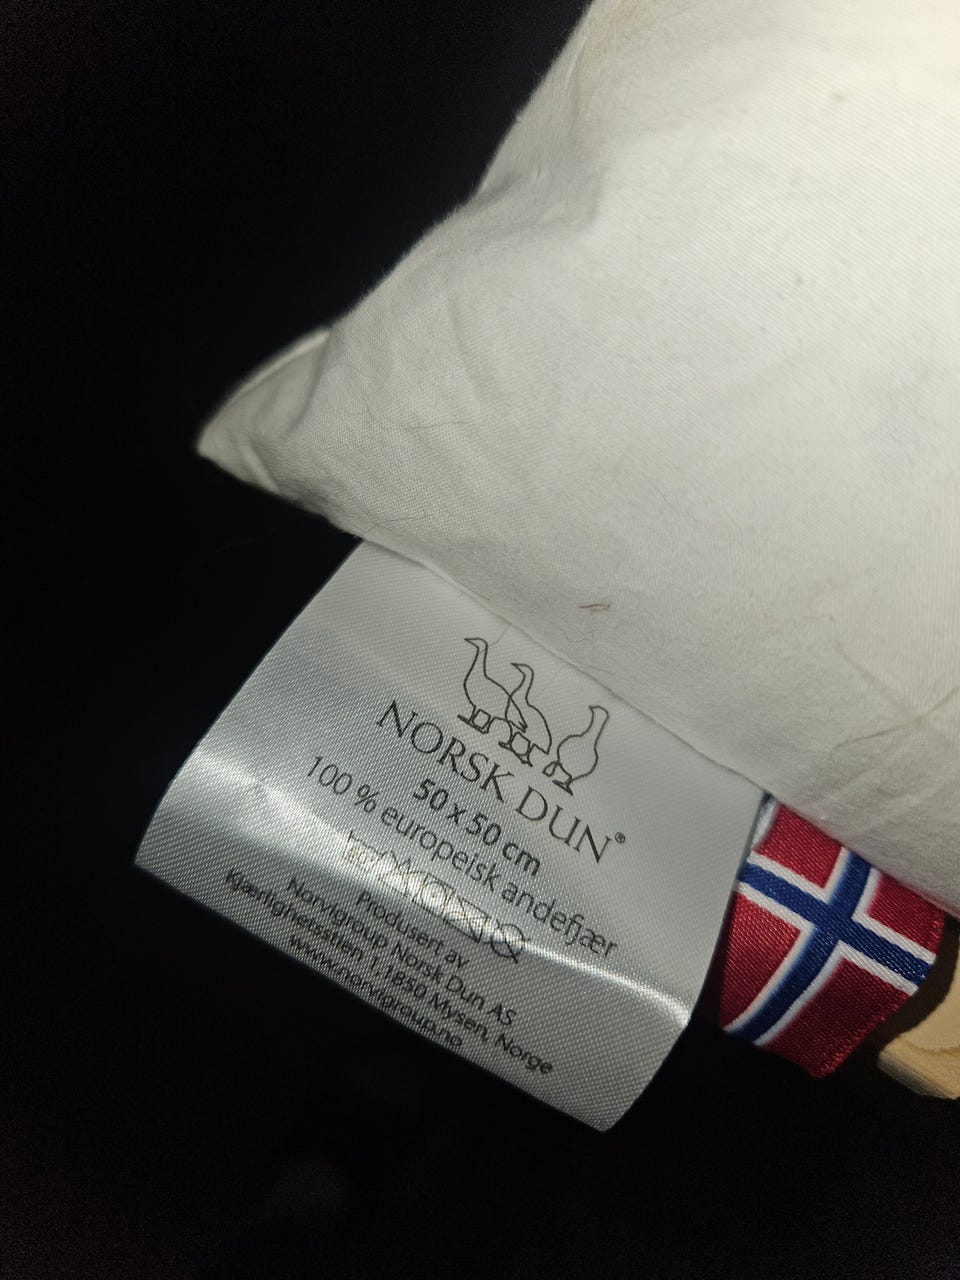 NORSK DUN®
50 x 50 cm
100 % europeisk andefjær
Produsert av
Norvigroup Norsk Dun AS
Kjærlighetsstien 1, 1850 Mysen, Norge
www.norvigroup.no